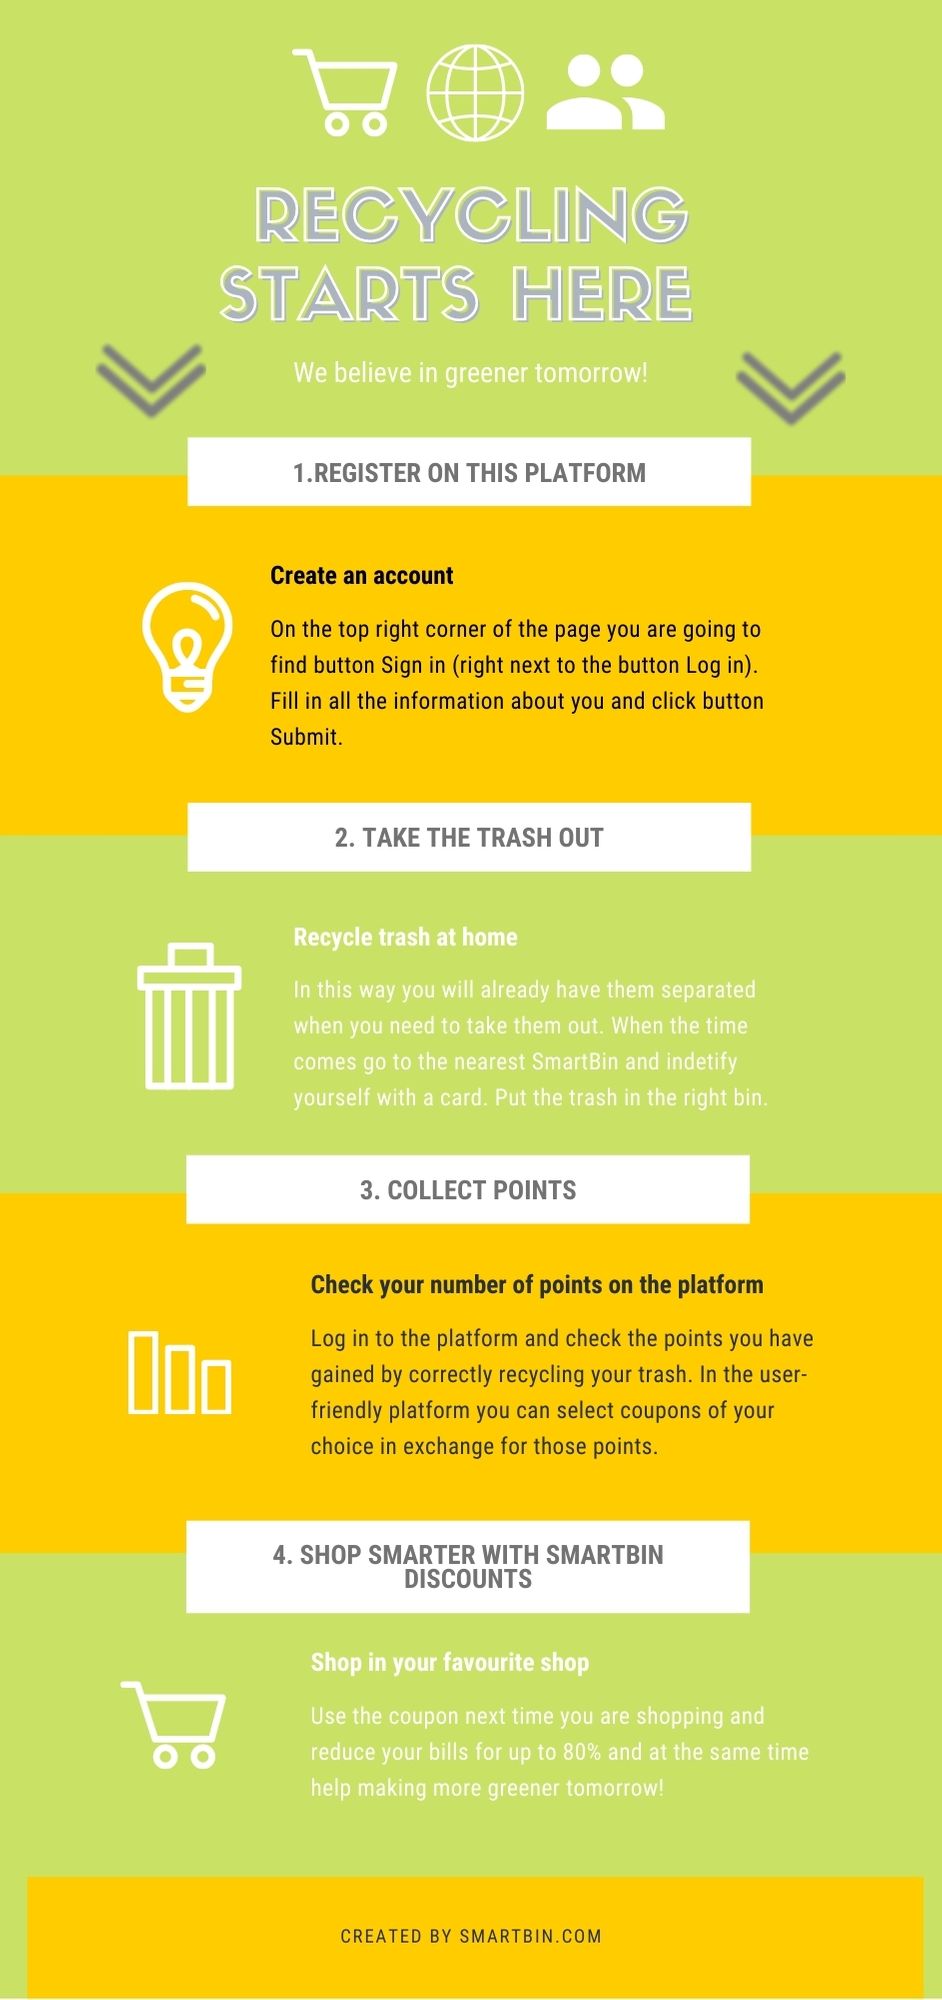 RECYCLING
STARTS HERE
We believe in greener tomorrow!
1.REGISTER ON THIS PLATFORM
Create an account
On the top right corner of the page you are going to
find button Sign in (right next to the button Log in).
Fill in all the information about you and click button
Submit.
2. TAKE THE TRASH OUT
Recycle trash at home
In this way you will already have them separated
when you need to take them out. When the time
comes go to the nearest SmartBin and indetify
yourself with a card. Put the trash in the right bin.
3. COLLECT POINTS
Check your number of points on the platform
Log in to the platform and check the points you have
gained by correctly recycling your trash. In the user-
friendly platform you can select coupons of your
choice in exchange for those points.
4. SHOP SMARTER WITH SMARTBIN
DISCOUNTS
Shop in your favourite shop
Use the coupon next time you are shopping and
reduce your bills for up to 80% and at the same time
help making more greener tomorrow!
CREATED BY SMARTBIN.COM